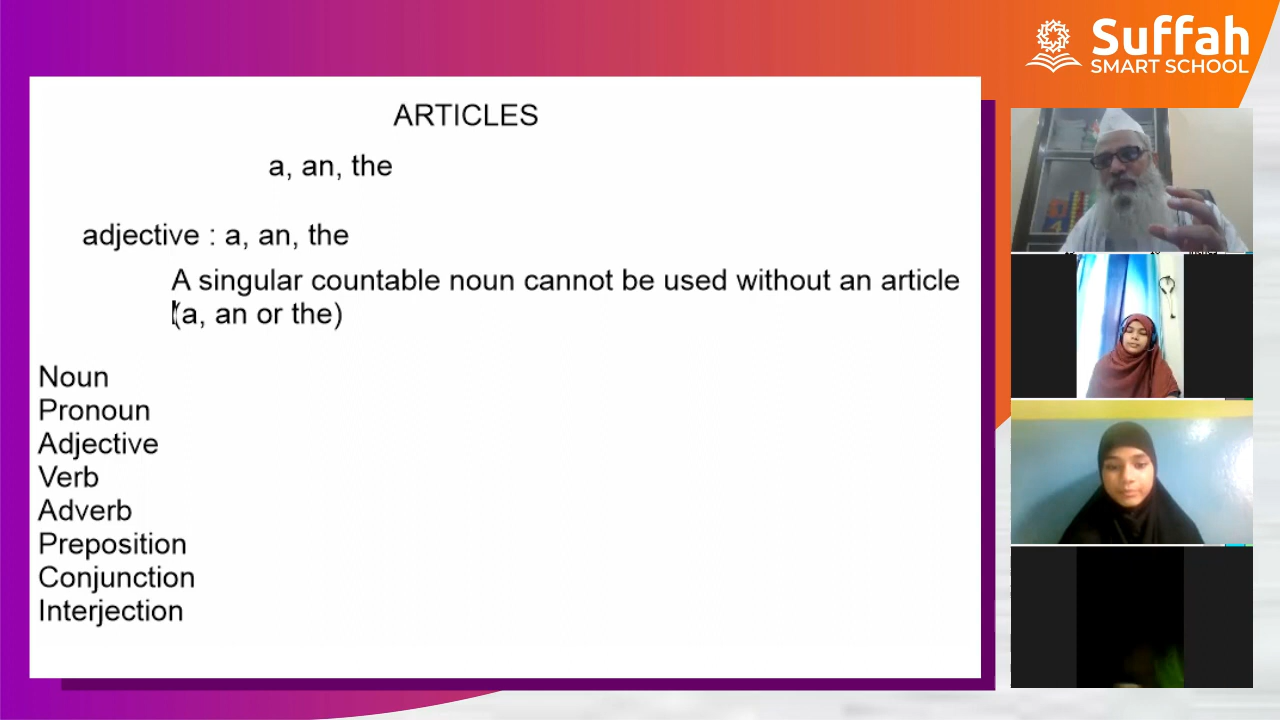 Suffah
SMART SCHOOL
ARTICLES
a, an, the
adjective : a, an, the
A singular countable noun cannot be used without an article
(a, an or the)
Noun
Pronoun
Adjective
Verb
Adverb
Preposition
Conjunction
Interjection